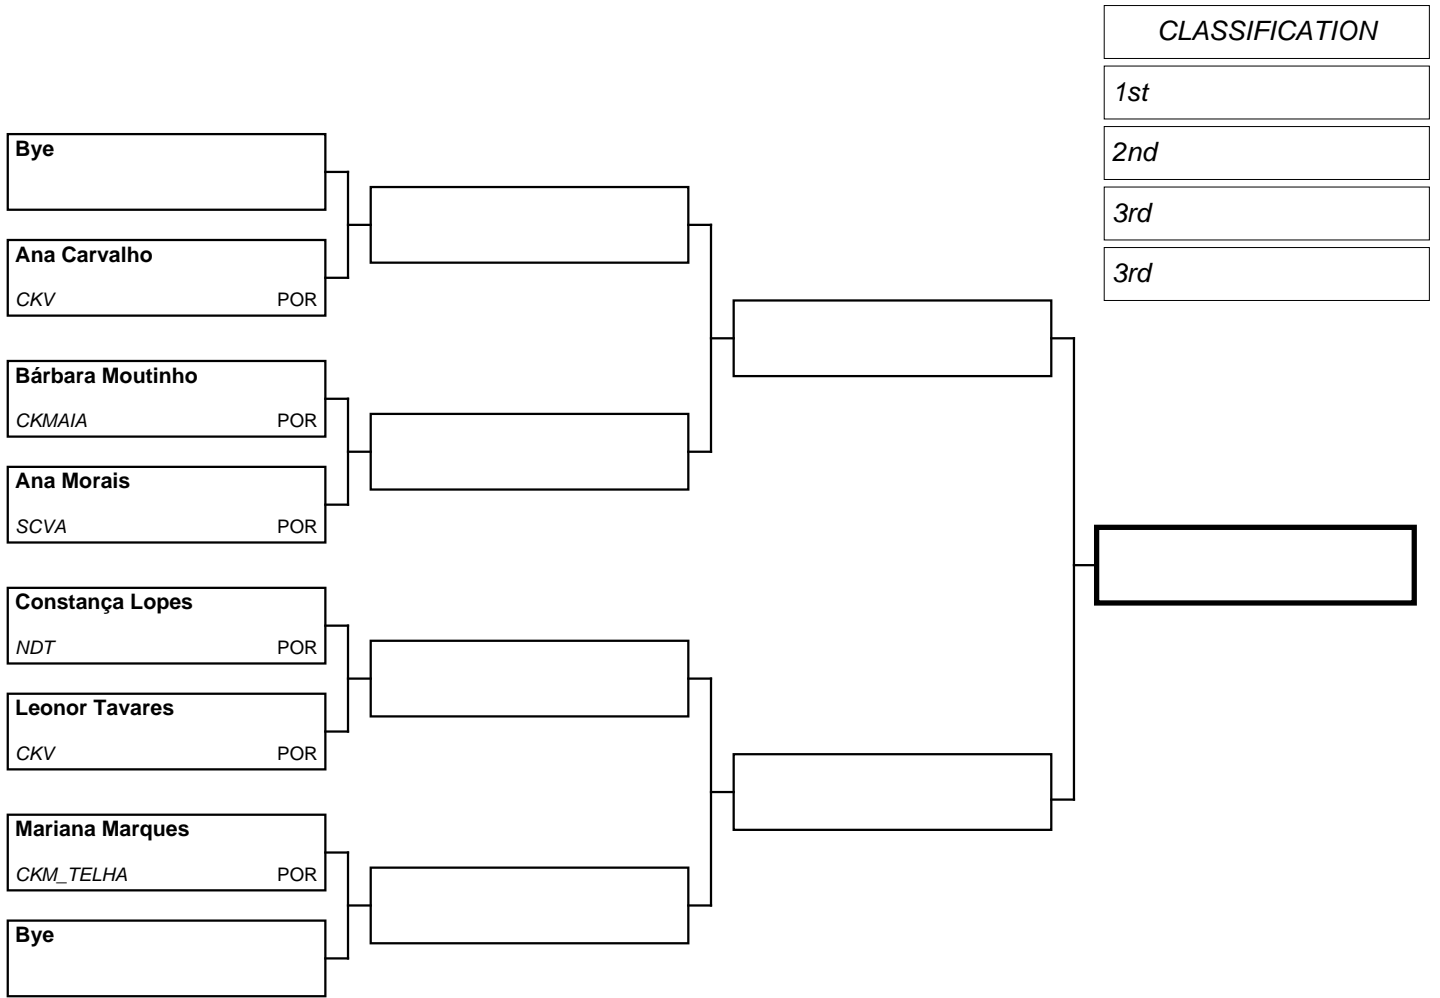 CLASSIFICATION
1st
2nd
3rd
3rd
Bye
Ana Carvalho
CKV POR
Bárbara Moutinho
CKMAIA POR
Ana Morais
SCVA POR
Constança Lopes
NDT POR
Leonor Tavares
CKV POR
Mariana Marques
CKM_TELHA POR
Bye